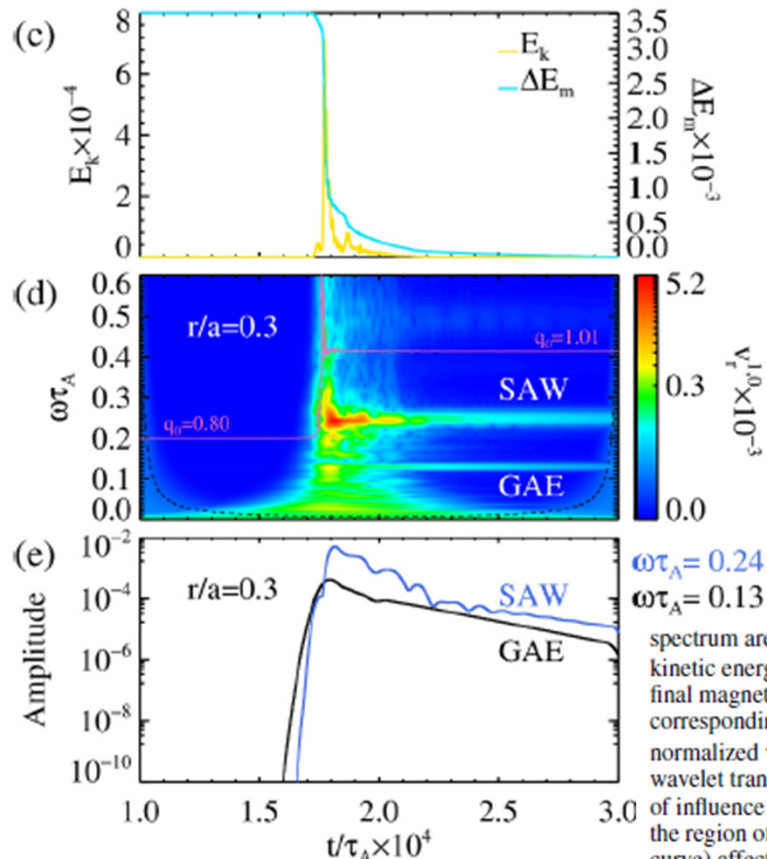 (c)
8
6
4
2
0
E_k×10^-4
E_k
ΔE_m
3.5
3.0
2.5
2.0
1.5
1.0
0.5
0.0
ΔE_m×10^-3
(d)
0.6
0.5
0.4
0.3
0.2
0.1
0.0
ωτ_A
r/a=0.3
q_0=1.01
q_0=0.80
SAW
GAE
5.2
0.3
0.0
v_r^1,0×10^-3
(e)
10^-2
10^-4
10^-6
10^-8
10^-10
Amplitude
r/a=0.3
SAW
GAE
1.0 1.5 2.0 2.5 3.0
t/τ_A×10^4
ωτ_A= 0.24
ωτ_A= 0.13
spectrum are
kinetic energ
final magnet
correspondin
normalized
wavelet tran
of influence
the region of